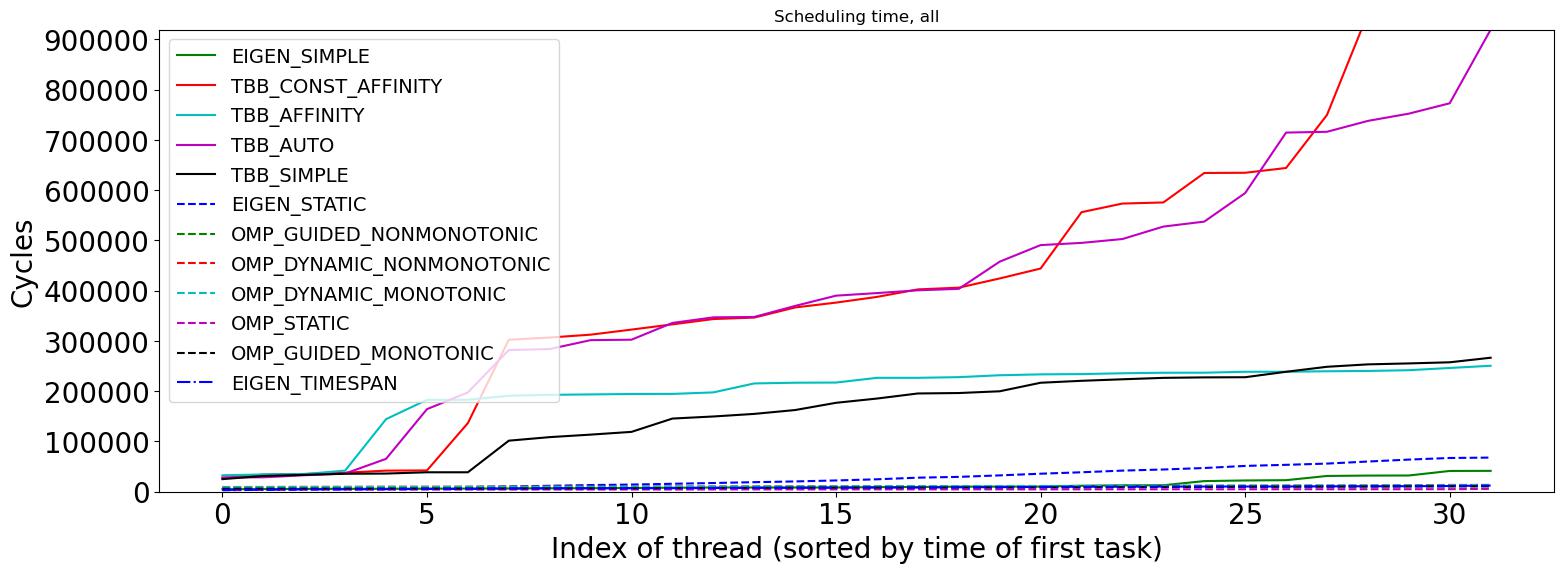 Scheduling time, all
900000
800000
700000
600000
500000
400000
300000
200000
100000
0
Cycles
EIGEN_SIMPLE
TBB_CONST_AFFINITY
TBB_AFFINITY
TBB_AUTO
TBB_SIMPLE
EIGEN_STATIC
OMP_GUIDED_NONMONOTONIC
OMP_DYNAMIC_NONMONOTONIC
OMP_DYNAMIC_MONOTONIC
OMP_STATIC
OMP_GUIDED_MONOTONIC
EIGEN_TIMESPAN
0 5 10 15 20 25 30
Index of thread (sorted by time of first task)